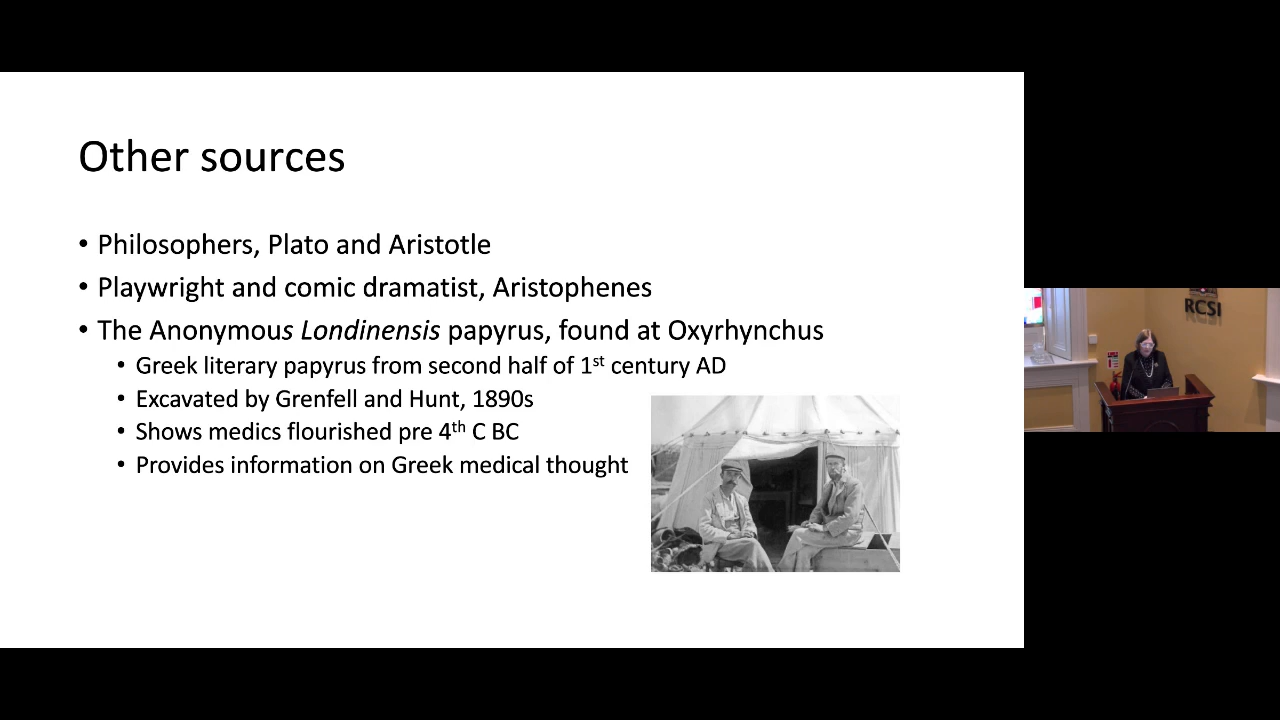 Other sources
• Philosophers, Plato and Aristotle
• Playwright and comic dramatist, Aristophenes
• The Anonymous Londinensis papyrus, found at Oxyrhynchus
• Greek literary papyrus from second half of 1st century AD
• Excavated by Grenfell and Hunt, 1890s
• Shows medics flourished pre 4th C BC
• Provides information on Greek medical thought
RCSI